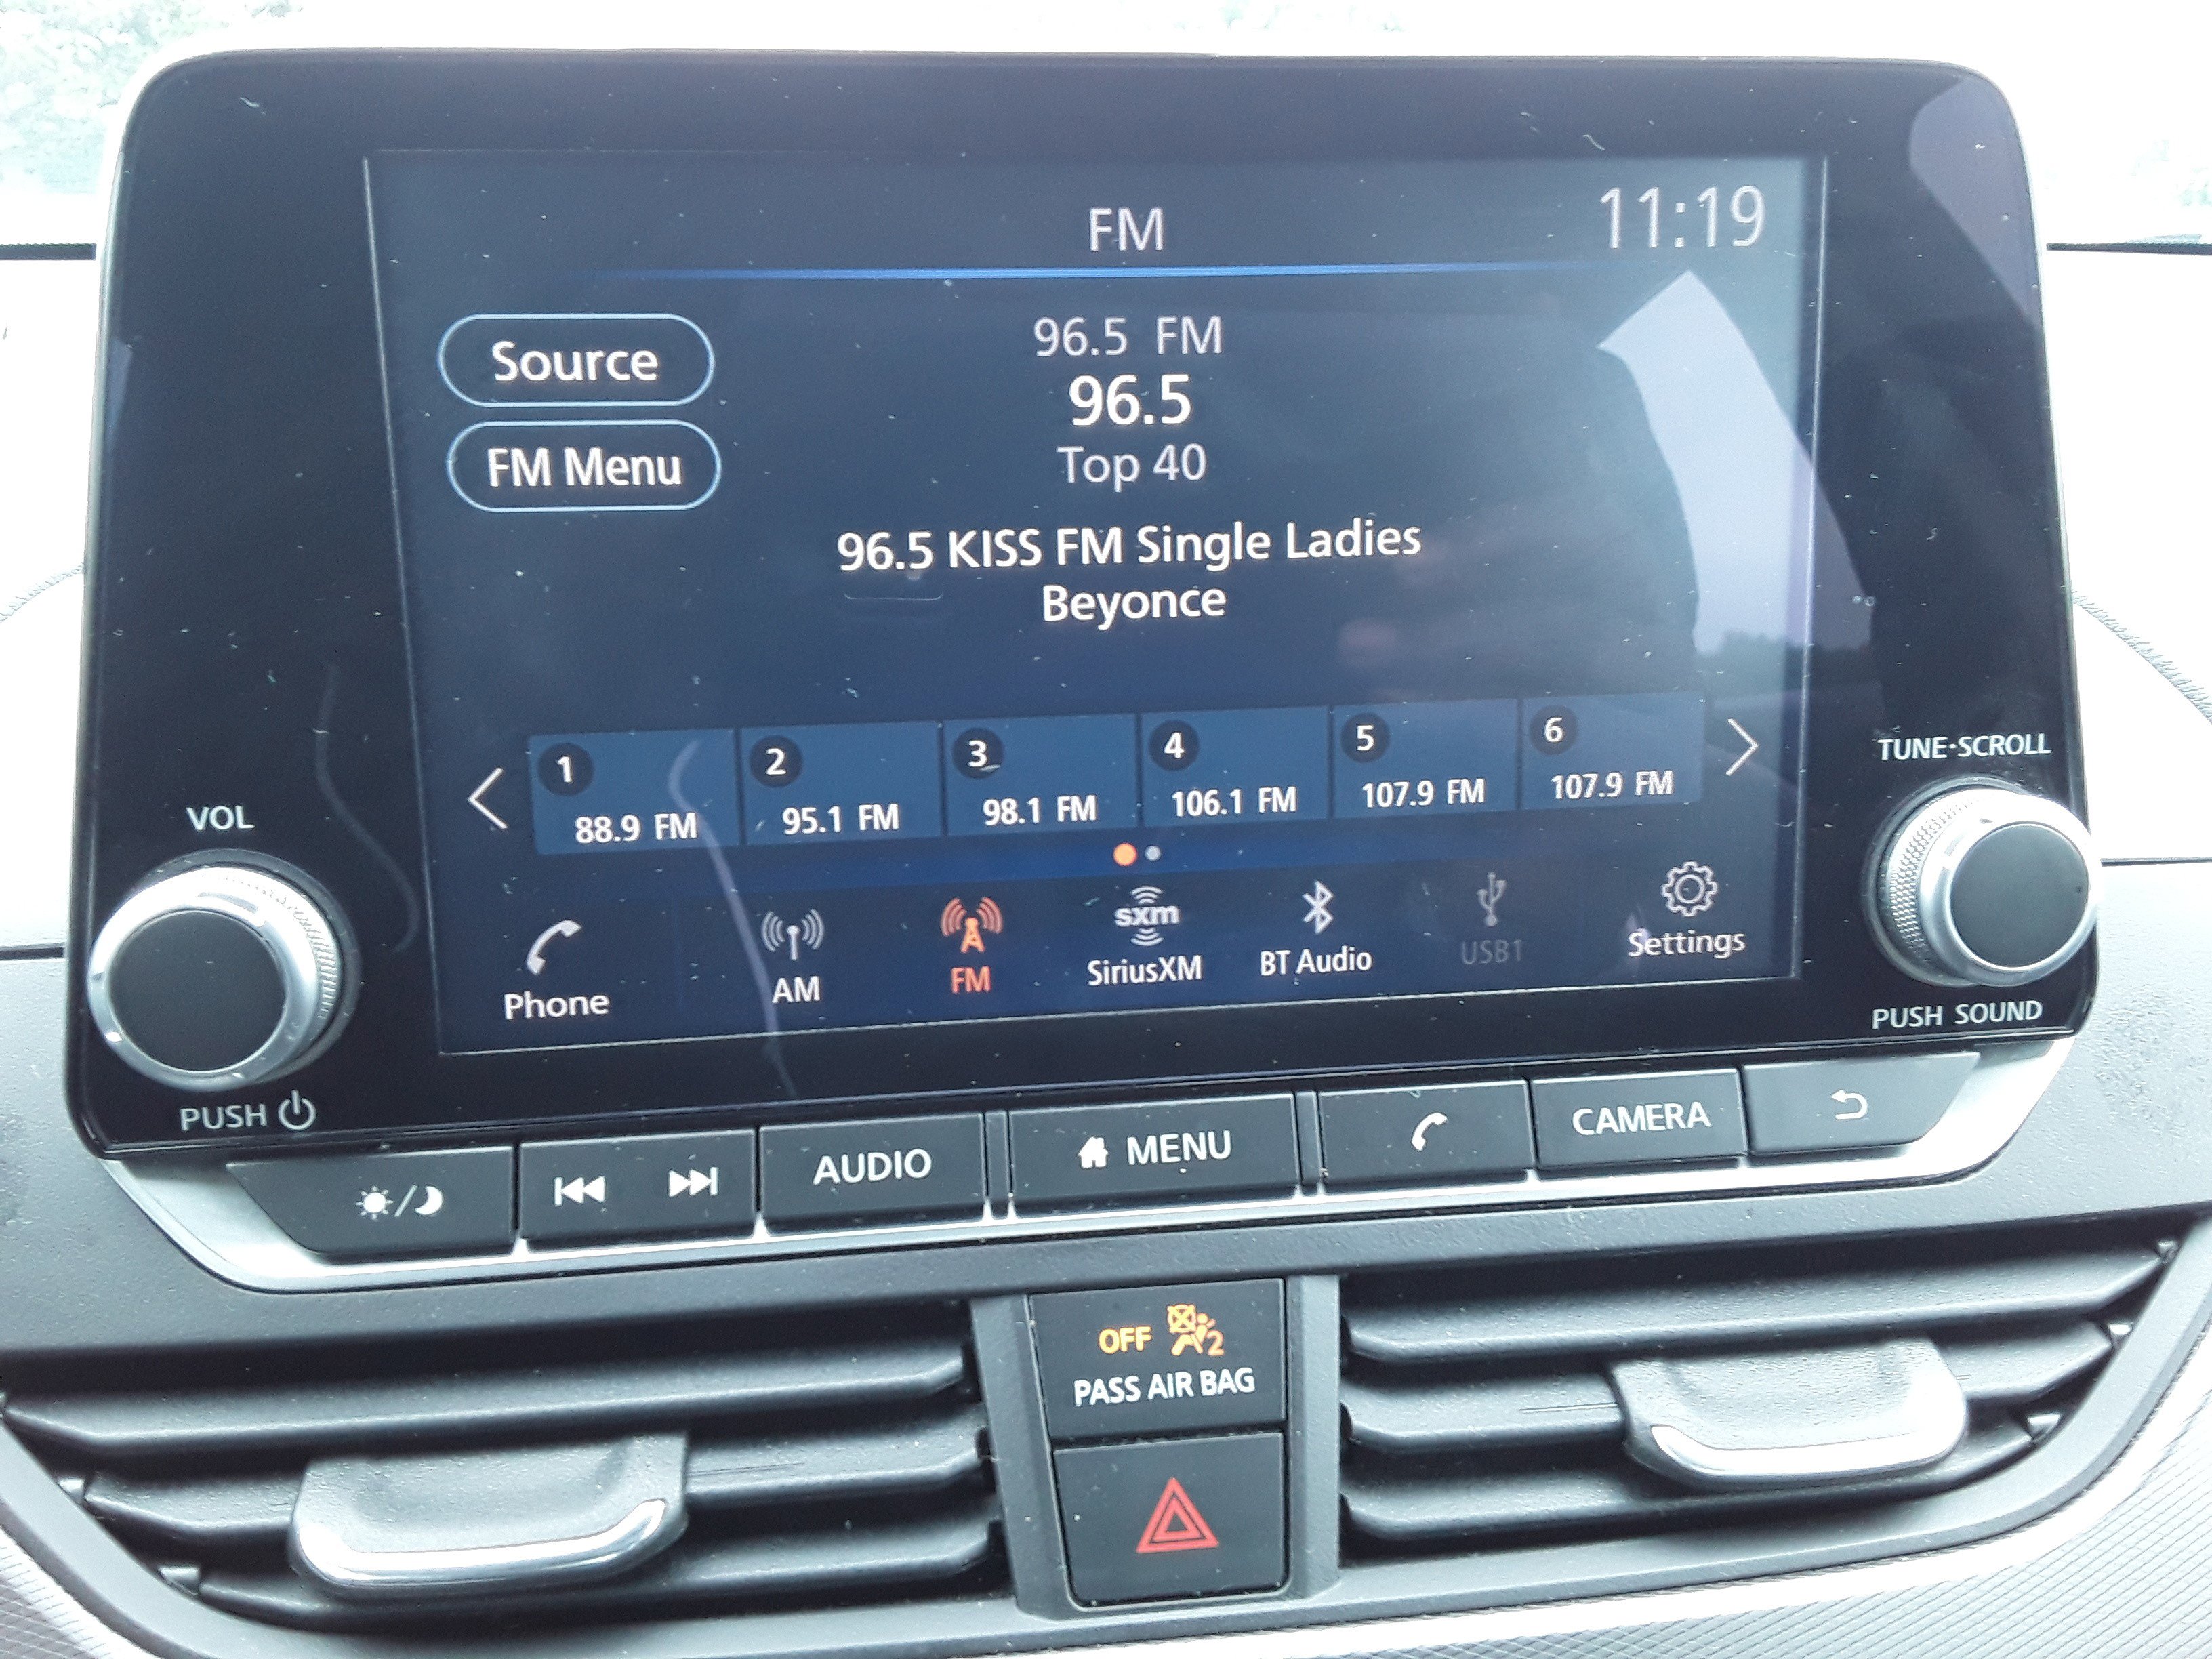 FM 11:19
Source
FM Menu
96.5 FM
96.5
Top 40
96.5 KISS FM Single Ladies
Beyonce
1 2 3 4 5 6
88.9 FM 95.1 FM 98.1 FM 106.1 FM 107.9 FM 107.9 FM
sxm
Phone AM FM SiriusXM BT Audio USB1 Settings
VOL
PUSH
TUNE·SCROLL
PUSH SOUND
AUDIO MENU CAMERA
OFF 2
PASS AIR BAG